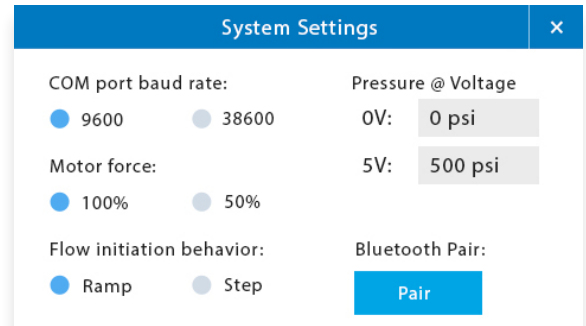 System Settings ×
COM port baud rate:
9600 38600
Motor force:
100% 50%
Flow initiation behavior:
Ramp Step
Pressure @ Voltage
0V: 0 psi
5V: 500 psi
Bluetooth Pair:
Pair